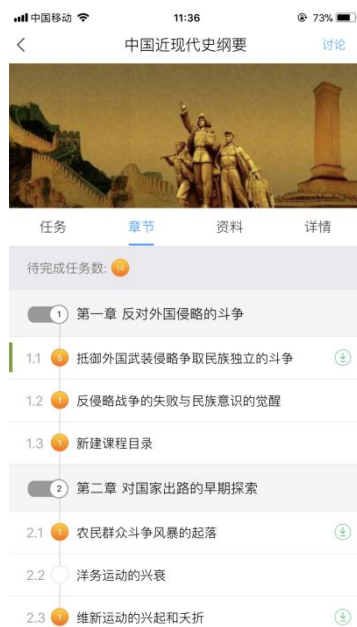 中国移动 11:36 73%
中国近现代史纲要 讨论
任务 章节 资料 详情
待完成任务数: 14
1 第一章 反对外国侵略的斗争
1.1 5 抵御外国武装侵略争取民族独立的斗争
1.2 1 反侵略战争的失败与民族意识的觉醒
1.3 1 新建课程目录
2 第二章 对国家出路的早期探索
2.1 1 农民群众斗争风暴的起落
2.2 洋务运动的兴衰
2.3 1 维新运动的兴起和夭折